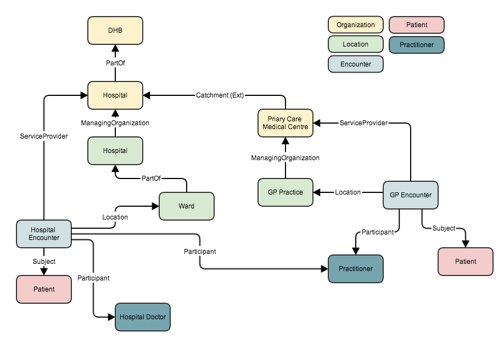 DHB
Organization
Patient
Location
Practitioner
Encounter
PartOf
Hospital
Catchment (Ext)
ManagingOrganization
ServiceProvider
Priary Care
Medical Centre
ServiceProvider
Hospital
ManagingOrganization
PartOf
Ward
GP Practice
Location
GP Encounter
Location
Hospital
Encounter
Participant
Subject
Subject
Participant
Participant
Patient
Practitioner
Patient
Hospital Doctor